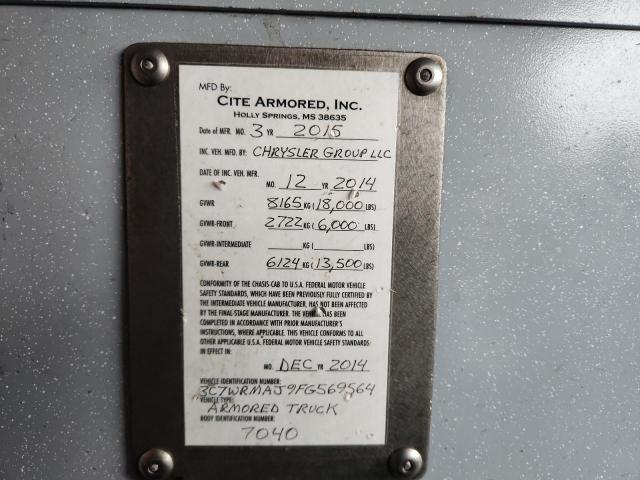 MFD By:
CITE ARMORED, INC.
HOLLY SPRINGS, MS 38635
Date of MFR. MO. 3 YR 2015
INC. VEH. MFD. BY: CHRYSLER GROUP LLC
DATE OF INC. VEH. MFR.
MO. 12 YR 2014
GVWR 8165 KG (18,000 LBS)
GVWR-FRONT 2722 KG (6,000 LBS)
GVWR-INTERMEDIATE ____ KG (____ LBS)
GVWR-REAR 6124 KG (13,500 LBS)
CONFORMITY OF THE CHASIS-CAB TO U.S.A. FEDERAL MOTOR VEHICLE
SAFETY STANDARDS, WHICH HAVE BEEN PREVIOUSLY FULLY CERTIFIED BY
THE INTERMEDIATE VEHICLE MANUFACTURER, HAS NOT BEEN AFFECTED
BY THE FINAL-STAGE MANUFACTURER. THE VEHICLE HAS BEEN
COMPLETED IN ACCORDANCE WITH PRIOR MANUFACTURER'S
INSTRUCTIONS, WHERE APPLICABLE. THIS VEHICLE CONFORMS TO ALL
OTHER APPLICABLE U.S.A. FEDERAL MOTOR VEHICLE SAFETY STANDARDS
IN EFFECT IN:
MO. DEC YR 2014
VEHICLE IDENTIFICATION NUMBER:
3C7WRMAJ9FG569564
VEHICLE TYPE:
ARMORED TRUCK
BODY IDENTIFICATION NUMBER:
7040